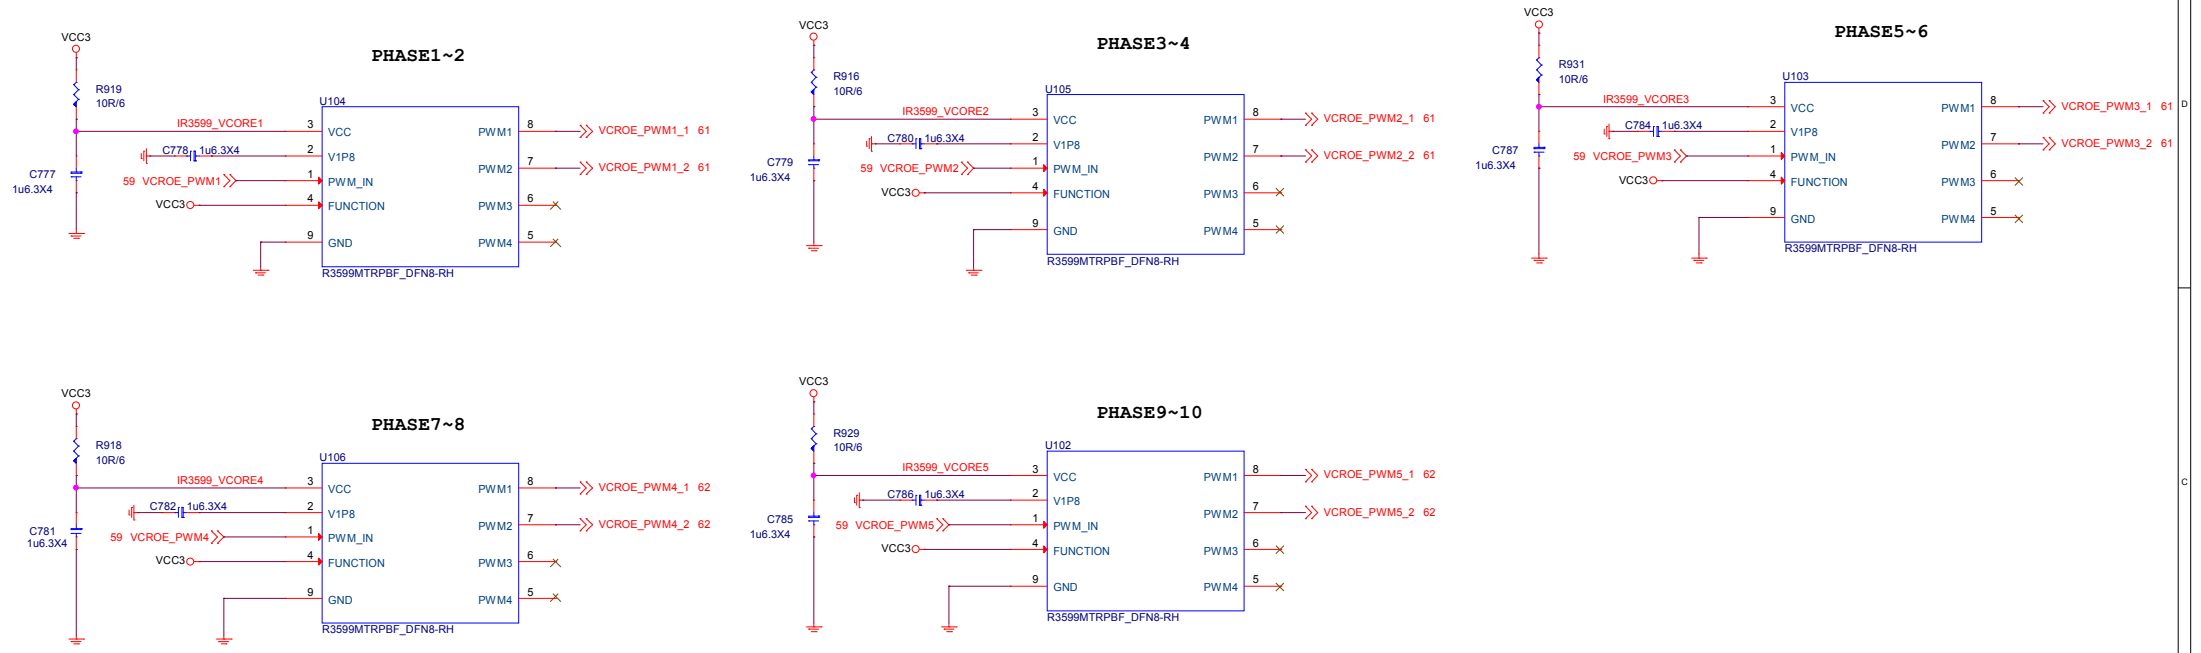 VCC3
PHASE1~2
R919
10R/6
U104
IR3599_VCORE1
3 VCC
PWM1 8
VCROE_PWM1_1 61
C778 1u6.3X4
2 V1P8
C777
1u6.3X4
PWM2 7
VCROE_PWM1_2 61
59 VCROE_PWM1
1 PWM_IN
VCC3
4 FUNCTION
PWM3 6
9 GND
PWM4 5
R3599MTRPBF_DFN8-RH
VCC3
PHASE3~4
R916
10R/6
U105
IR3599_VCORE2
3 VCC
PWM1 8
VCROE_PWM2_1 61
C780 1u6.3X4
2 V1P8
C779
1u6.3X4
PWM2 7
VCROE_PWM2_2 61
59 VCROE_PWM2
1 PWM_IN
VCC3
4 FUNCTION
PWM3 6
9 GND
PWM4 5
R3599MTRPBF_DFN8-RH
VCC3
PHASE5~6
R931
10R/6
U103
IR3599_VCORE3
3 VCC
PWM1 8
VCROE_PWM3_1 61
C784 1u6.3X4
2 V1P8
C787
1u6.3X4
PWM2 7
VCROE_PWM3_2 61
59 VCROE_PWM3
1 PWM_IN
VCC3
4 FUNCTION
PWM3 6
9 GND
PWM4 5
R3599MTRPBF_DFN8-RH
D
VCC3
PHASE7~8
R918
10R/6
U106
IR3599_VCORE4
3 VCC
PWM1 8
VCROE_PWM4_1 62
C782 1u6.3X4
2 V1P8
C781
1u6.3X4
PWM2 7
VCROE_PWM4_2 62
59 VCROE_PWM4
1 PWM_IN
VCC3
4 FUNCTION
PWM3 6
9 GND
PWM4 5
R3599MTRPBF_DFN8-RH
VCC3
PHASE9~10
R929
10R/6
U102
IR3599_VCORE5
3 VCC
PWM1 8
VCROE_PWM5_1 62
C786 1u6.3X4
2 V1P8
C785
1u6.3X4
PWM2 7
VCROE_PWM5_2 62
59 VCROE_PWM5
1 PWM_IN
VCC3
4 FUNCTION
PWM3 6
9 GND
PWM4 5
R3599MTRPBF_DFN8-RH
C